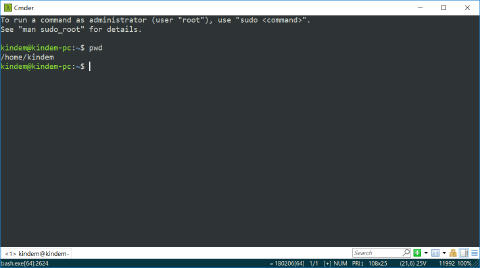 Cmder
To run a command as administrator (user "root"), use "sudo <command>".
See "man sudo_root" for details.
kindem@kindem-pc:~$ pwd
/home/kindem
kindem@kindem-pc:~$
<1> kindem@kindem-
Search
bash.exe[64]:2624
« 180206[64] 1/1 [+] NUM PRI: 108x25 (21,6) 25V 11992 100%